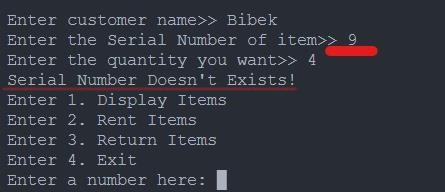 Enter customer name>> Bibek
Enter the Serial Number of item>> 9
Enter the quantity you want>> 4
Serial Number Doesn't Exists!
Enter 1. Display Items
Enter 2. Rent Items
Enter 3. Return Items
Enter 4. Exit
Enter a number here: